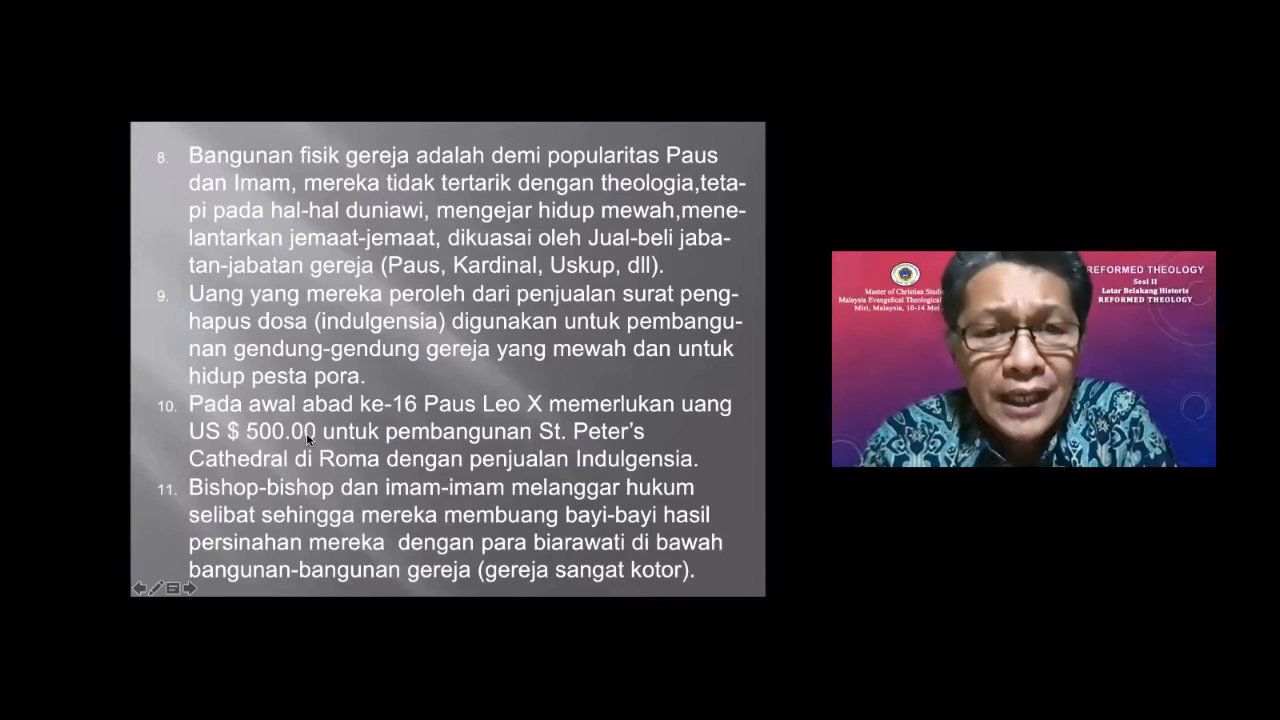 8. Bangunan fisik gereja adalah demi popularitas Paus
dan Imam, mereka tidak tertarik dengan theologia,teta-
pi pada hal-hal duniawi, mengejar hidup mewah,mene-
lantarkan jemaat-jemaat, dikuasai oleh Jual-beli jaba-
tan-jabatan gereja (Paus, Kardinal, Uskup, dll).
9. Uang yang mereka peroleh dari penjualan surat peng-
hapus dosa (indulgensia) digunakan untuk pembangu-
nan gendung-gendung gereja yang mewah dan untuk
hidup pesta pora.
10. Pada awal abad ke-16 Paus Leo X memerlukan uang
US $ 500.00 untuk pembangunan St. Peter’s
Cathedral di Roma dengan penjualan Indulgensia.
11. Bishop-bishop dan imam-imam melanggar hukum
selibat sehingga mereka membuang bayi-bayi hasil
persinahan mereka dengan para biarawati di bawah
bangunan-bangunan gereja (gereja sangat kotor).
Master of Christian Studi
Malaysia Evangelical Theological
Miri, Malaysia, 10-14 Mei
REFORMED THEOLOGY
Sesi II
Latar Belakang Historis
REFORMED THEOLOGY